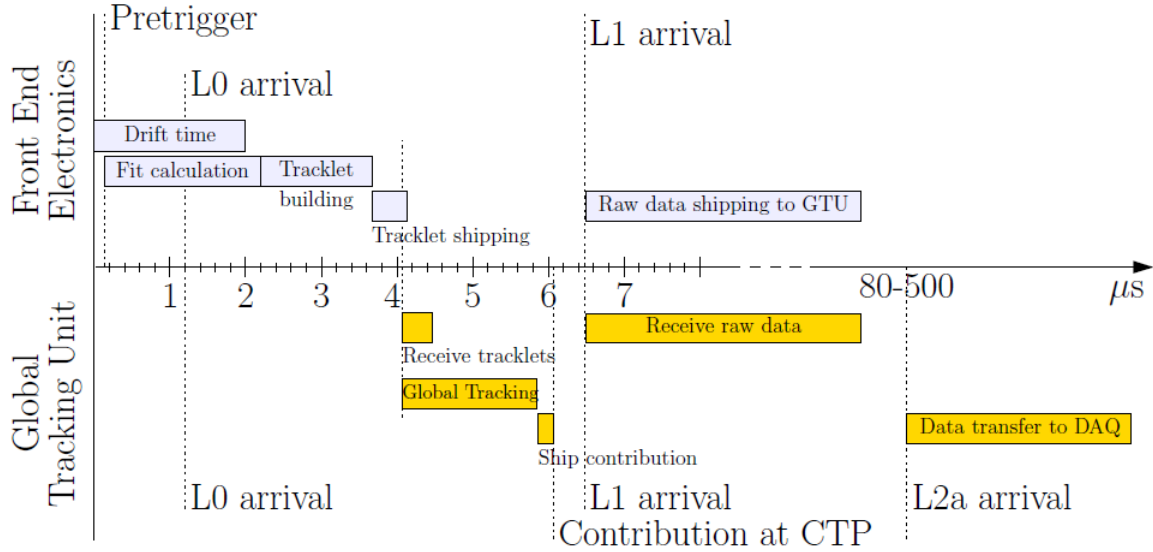 Pretrigger
L1 arrival
L0 arrival
Front End
Electronics
Drift time
Fit calculation
Tracklet
building
Raw data shipping to GTU
Tracklet shipping
1 2 3 4 5 6 7 80-500 μs
Global
Tracking Unit
Receive raw data
Receive tracklets
Global Tracking
Data transfer to DAQ
Ship contribution
L0 arrival
L1 arrival
L2a arrival
Contribution at CTP